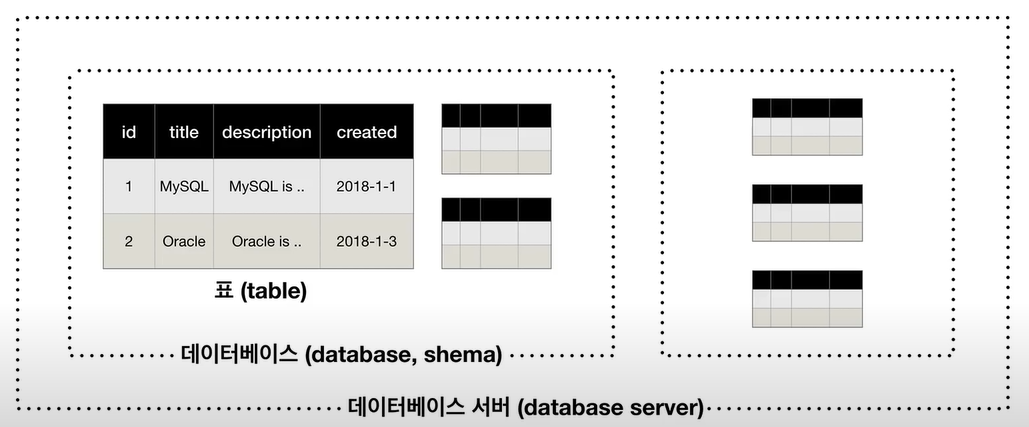 id title description created
1 MySQL MySQL is .. 2018-1-1
2 Oracle Oracle is .. 2018-1-3
표 (table)
데이터베이스 (database, shema)
데이터베이스 서버 (database server)